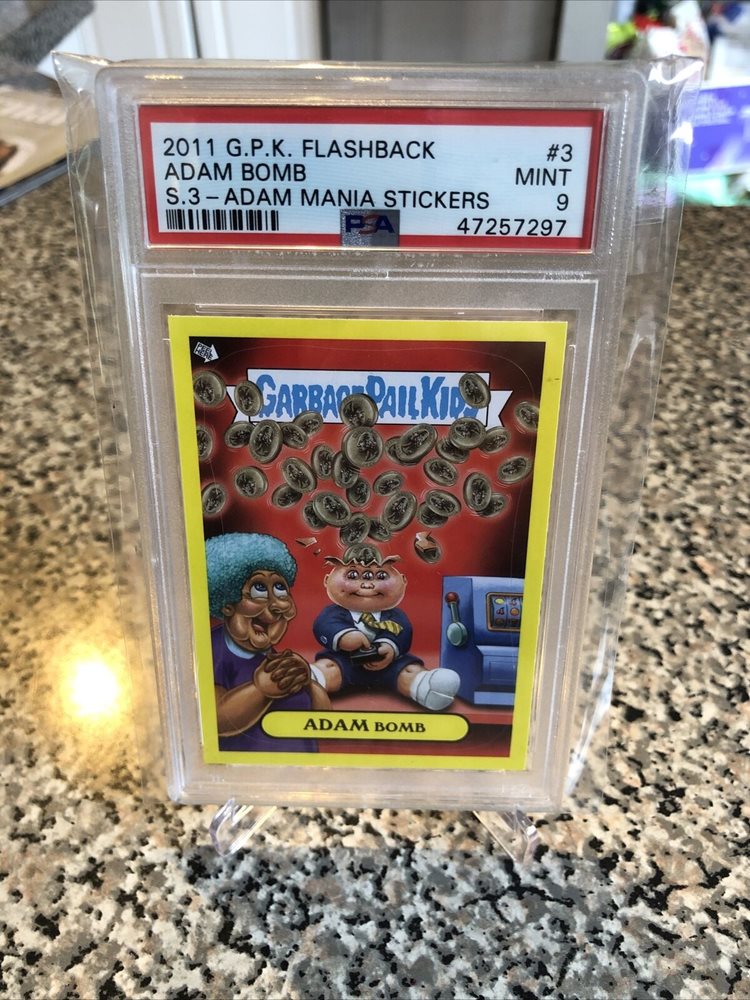 2011 G.P.K. FLASHBACK #3
ADAM BOMB MINT
S.3 – ADAM MANIA STICKERS 9
PSA 47257297
GARBAGE PAIL KIDS
ADAM BOMB